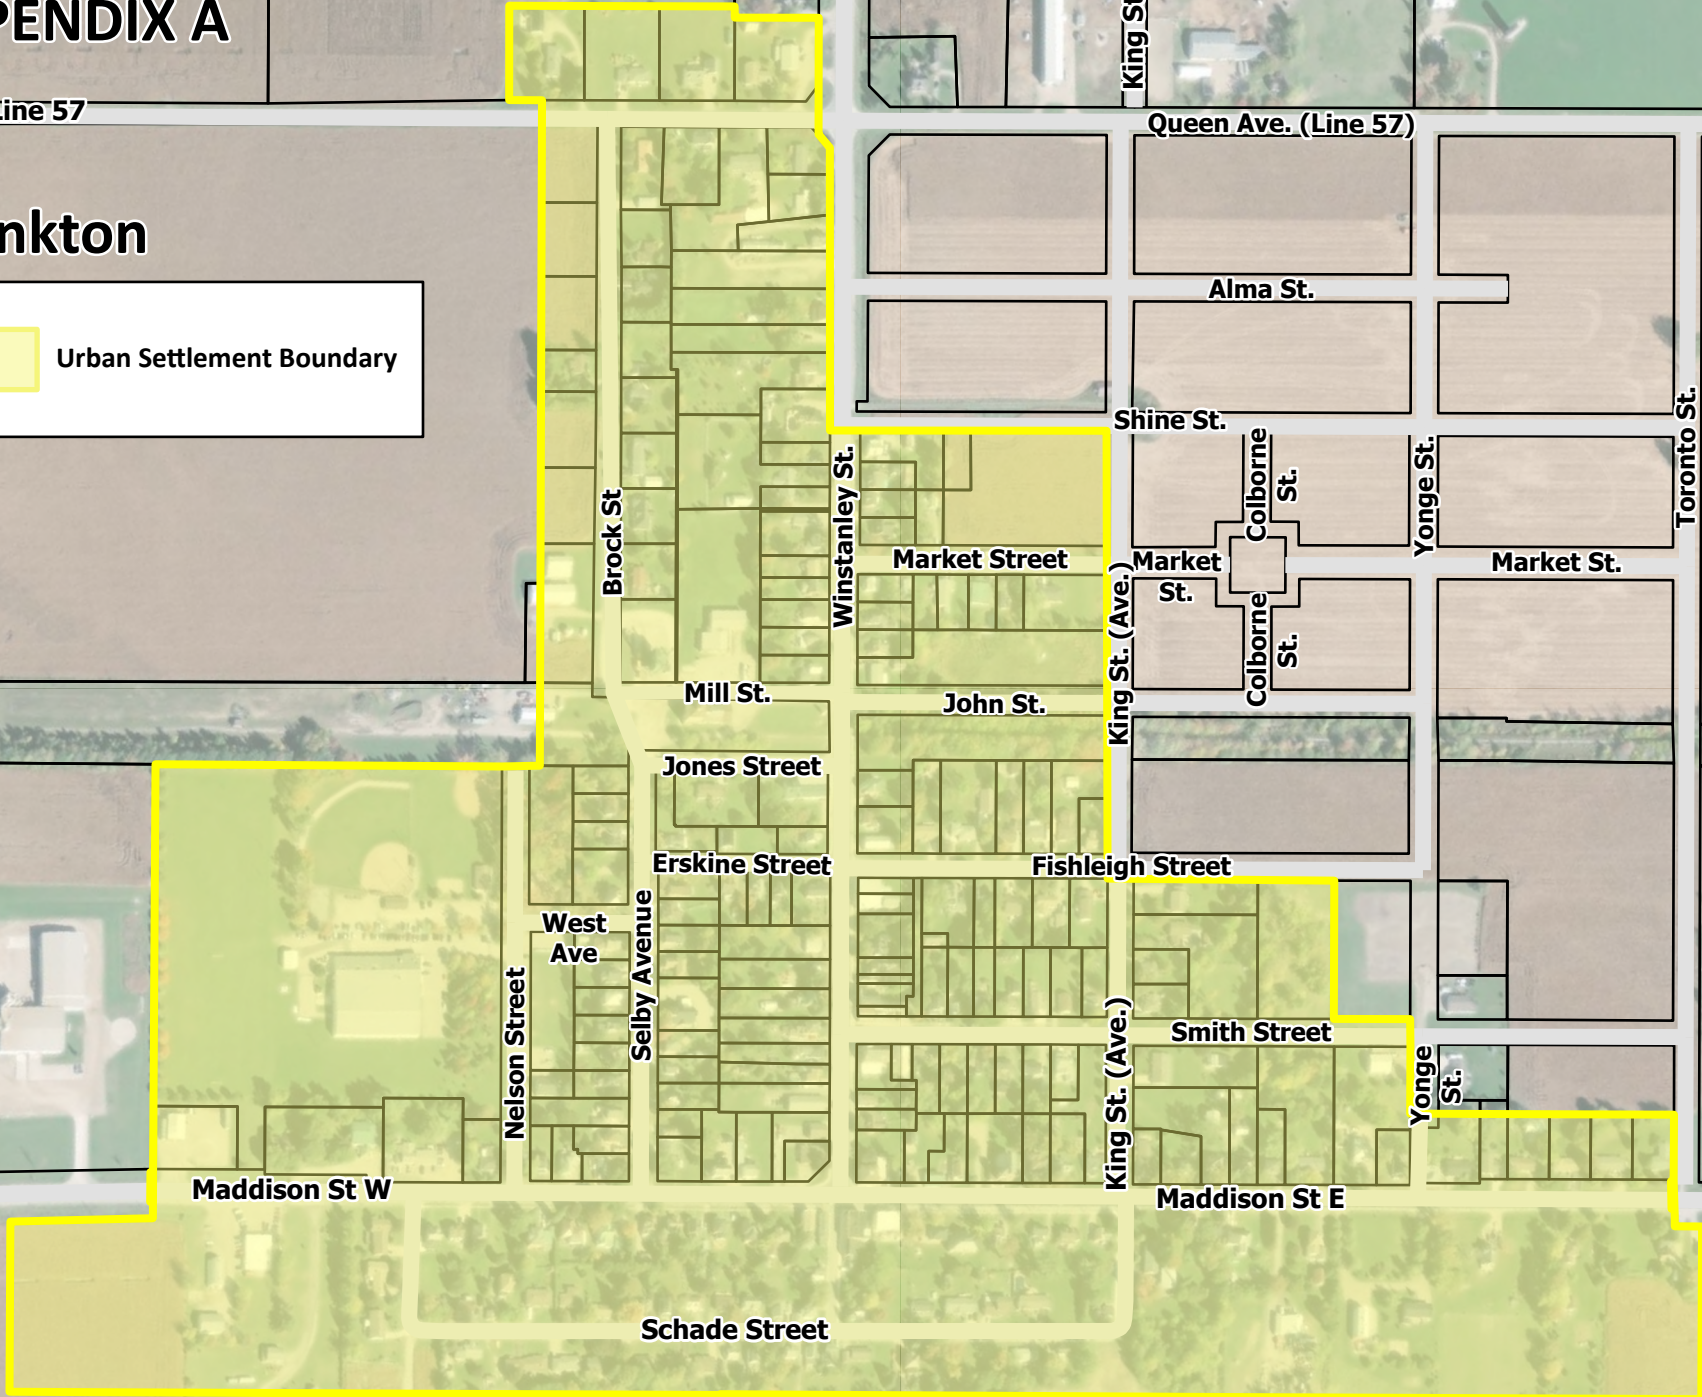 PENDIX A
King St
Line 57
Queen Ave. (Line 57)
nkton
Alma St.
Urban Settlement Boundary
Shine St.
Toronto St.
Brock St
Winstanley St.
Colborne
St.
Yonge St.
Market Street
Market
St.
Market St.
King St. (Ave.)
Colborne
St.
Mill St.
John St.
Jones Street
Erskine Street
Fishleigh Street
West
Ave
Selby Avenue
Nelson Street
Smith Street
King St. (Ave.)
Yonge
St.
Maddison St W
Maddison St E
Schade Street